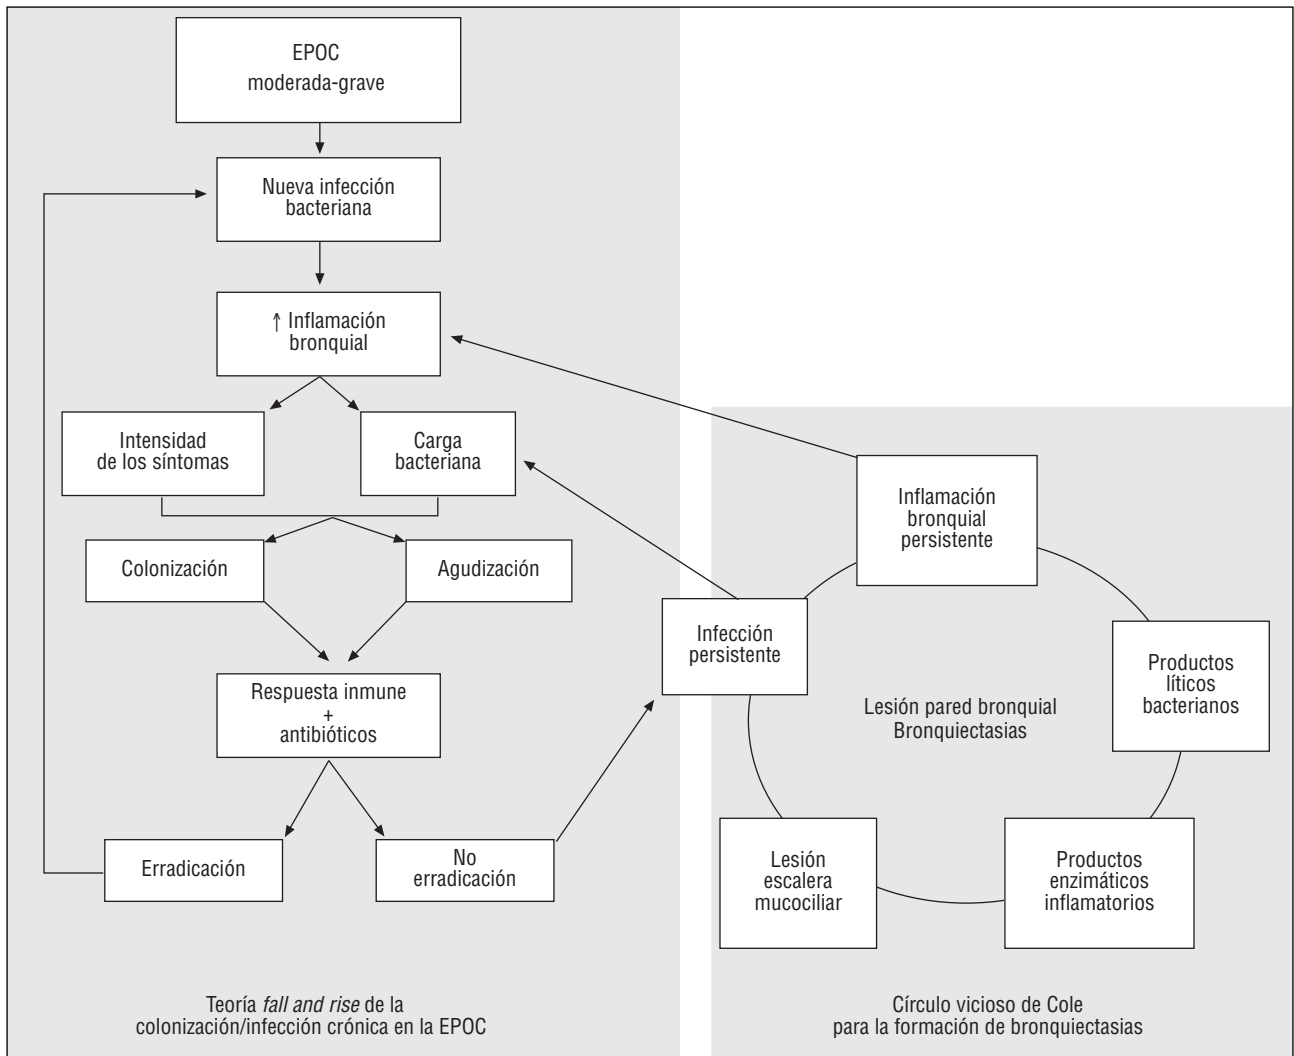 EPOC
moderada-grave
Nueva infección
bacteriana
↑ Inflamación
bronquial
Intensidad
de los síntomas
Carga
bacteriana
Colonización
Agudización
Respuesta inmune
+
antibióticos
Erradicación
No
erradicación
Teoría fall and rise de la
colonización/infección crónica en la EPOC
Inflamación
bronquial
persistente
Infección
persistente
Productos
líticos
bacterianos
Lesión pared bronquial
Bronquiectasias
Lesión
escalera
mucociliar
Productos
enzimáticos
inflamatorios
Círculo vicioso de Cole
para la formación de bronquiectasias